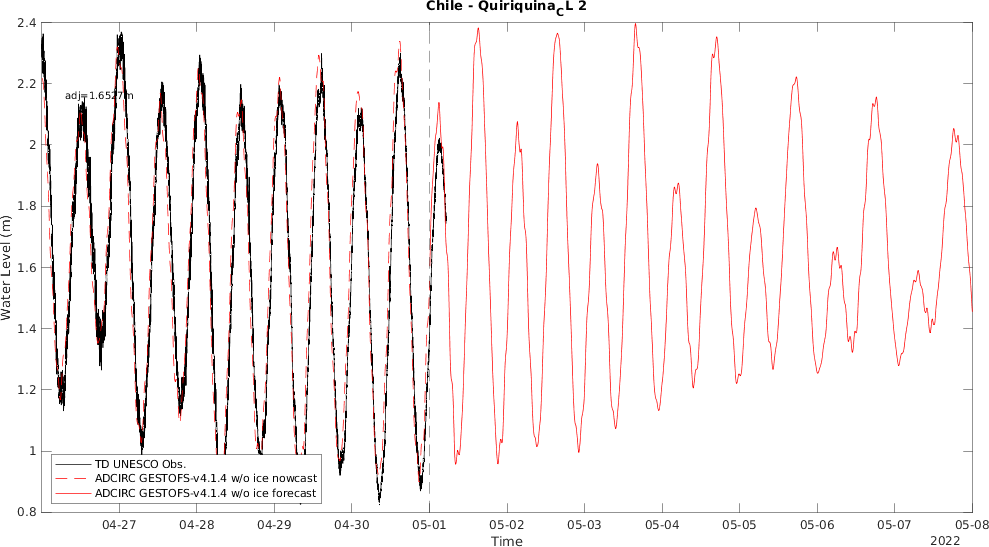 Chile - Quiriquina_CL 2
Water Level (m)
2.4
2.2
2
1.8
1.6
1.4
1.2
1
0.8
adj=1.6527m
TD UNESCO Obs.
ADCIRC GESTOFS-v4.1.4 w/o ice nowcast
ADCIRC GESTOFS-v4.1.4 w/o ice forecast
04-27 04-28 04-29 04-30 05-01 05-02 05-03 05-04 05-05 05-06 05-07 05-08
Time
2022